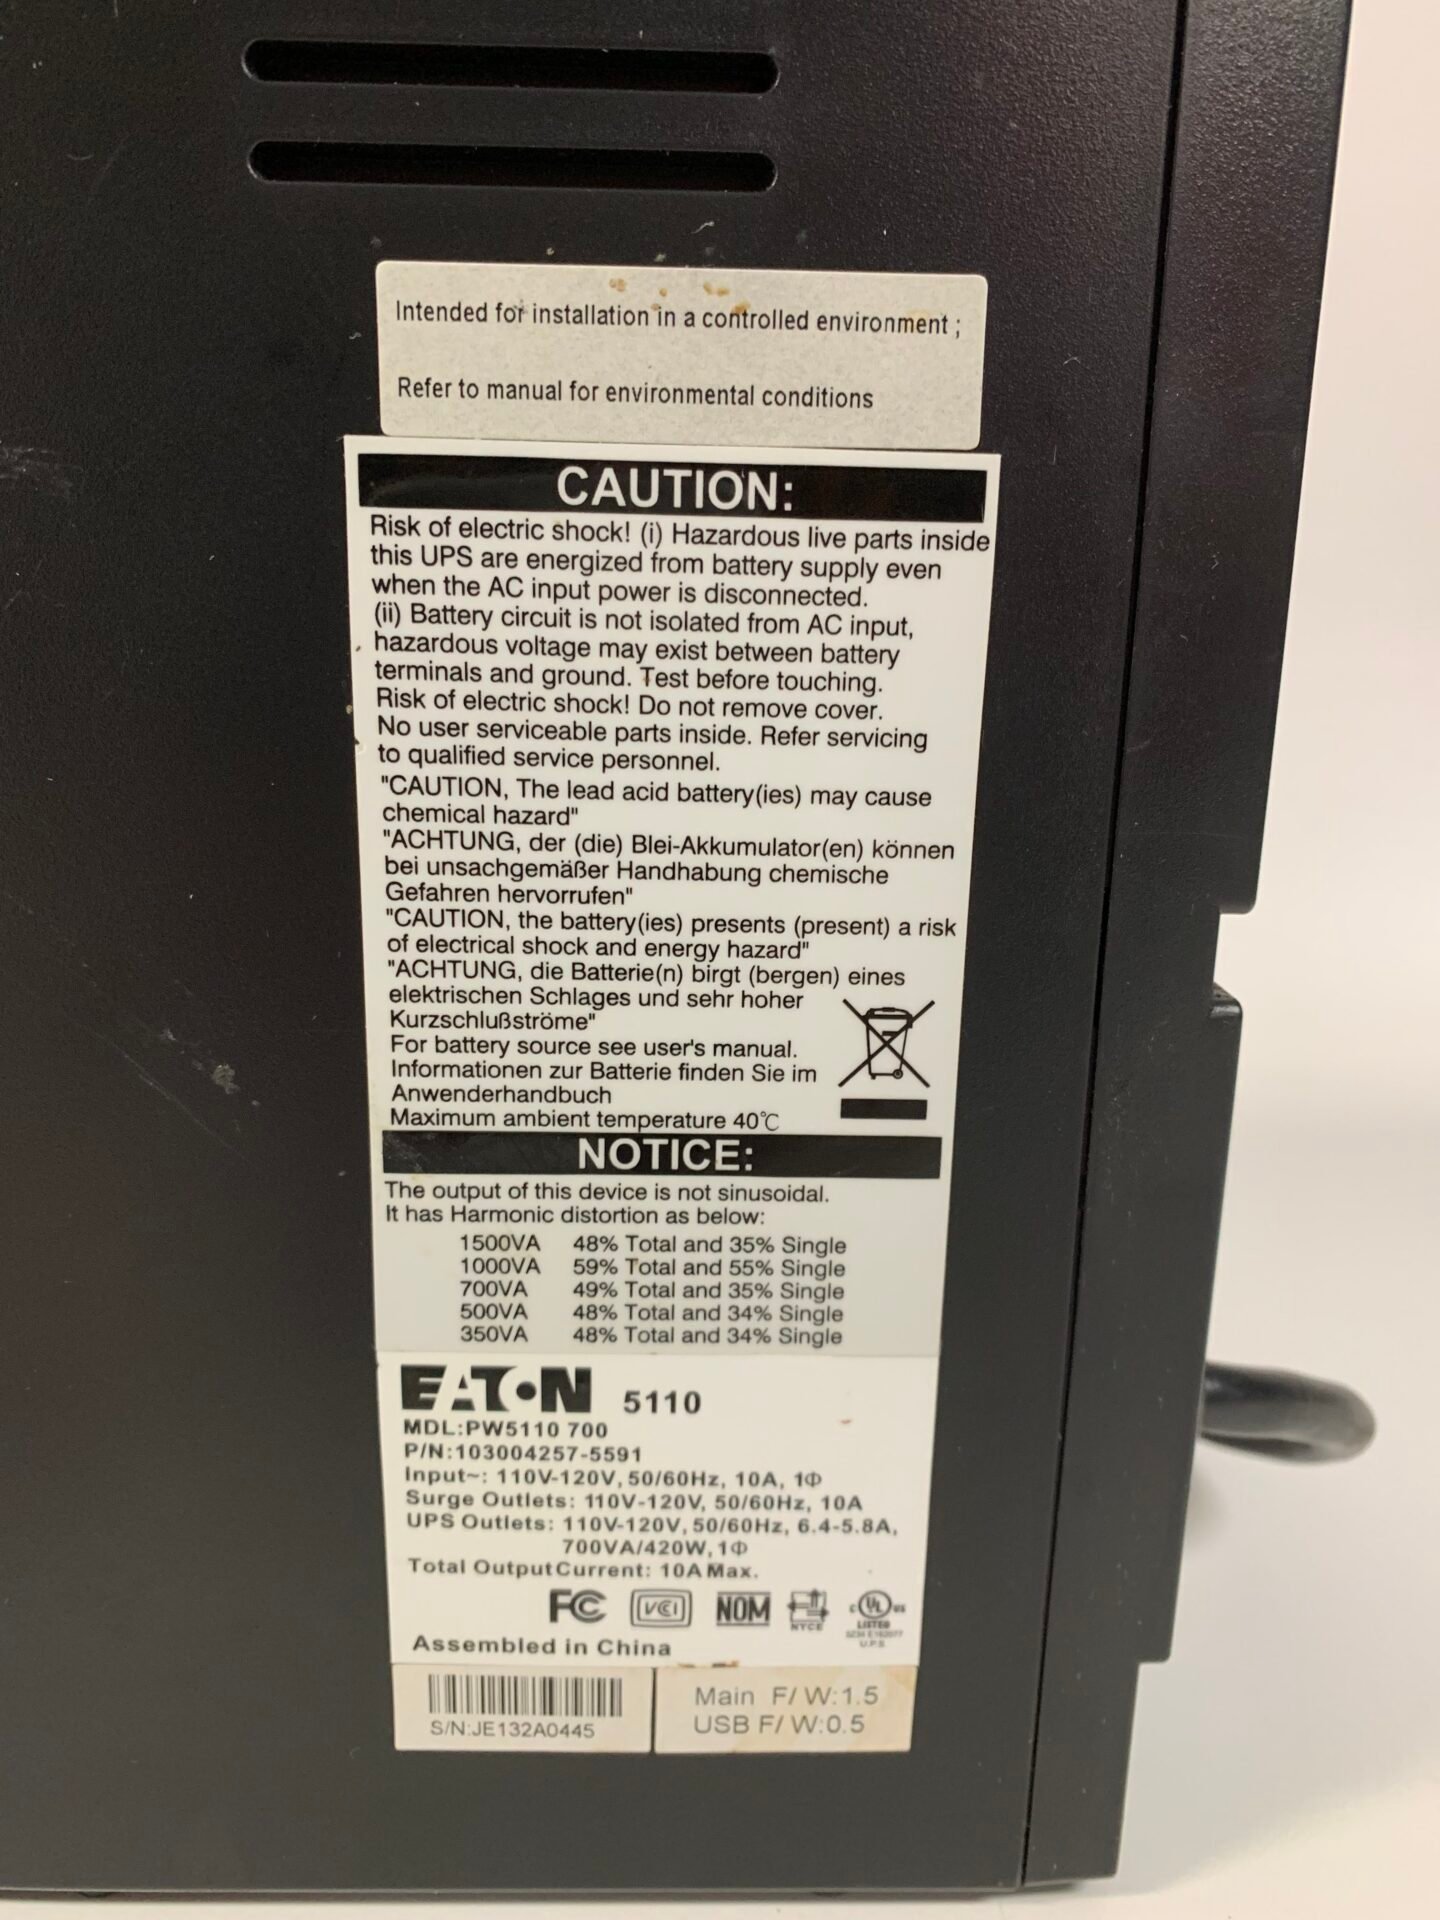 Intended for installation in a controlled environment ;
Refer to manual for environmental conditions
CAUTION:
Risk of electric shock! (i) Hazardous live parts inside
this UPS are energized from battery supply even
when the AC input power is disconnected.
(ii) Battery circuit is not isolated from AC input,
hazardous voltage may exist between battery
terminals and ground. Test before touching.
Risk of electric shock! Do not remove cover.
No user serviceable parts inside. Refer servicing
to qualified service personnel.
"CAUTION, The lead acid battery(ies) may cause
chemical hazard"
"ACHTUNG, der (die) Blei-Akkumulator(en) können
bei unsachgemäßer Handhabung chemische
Gefahren hervorrufen"
"CAUTION, the battery(ies) presents (present) a risk
of electrical shock and energy hazard"
"ACHTUNG, die Batterie(n) birgt (bergen) eines
elektrischen Schlages und sehr hoher
Kurzschlußströme"
For battery source see user's manual.
Informationen zur Batterie finden Sie im
Anwenderhandbuch
Maximum ambient temperature 40℃
NOTICE:
The output of this device is not sinusoidal.
It has Harmonic distortion as below:
1500VA 48% Total and 35% Single
1000VA 59% Total and 55% Single
700VA 49% Total and 35% Single
500VA 48% Total and 34% Single
350VA 48% Total and 34% Single
EATON 5110
MDL:PW5110 700
P/N:103004257-5591
Input~: 110V-120V, 50/60Hz, 10A, 1Φ
Surge Outlets: 110V-120V, 50/60Hz, 10A
UPS Outlets: 110V-120V, 50/60Hz, 6.4-5.8A,
700VA/420W, 1Φ
Total Output Current: 10A Max.
FC VCI NOM NYCE c UL us
LISTED
U.P.S
Assembled in China
S/N:JE132A0445
Main F/W:1.5
USB F/W:0.5